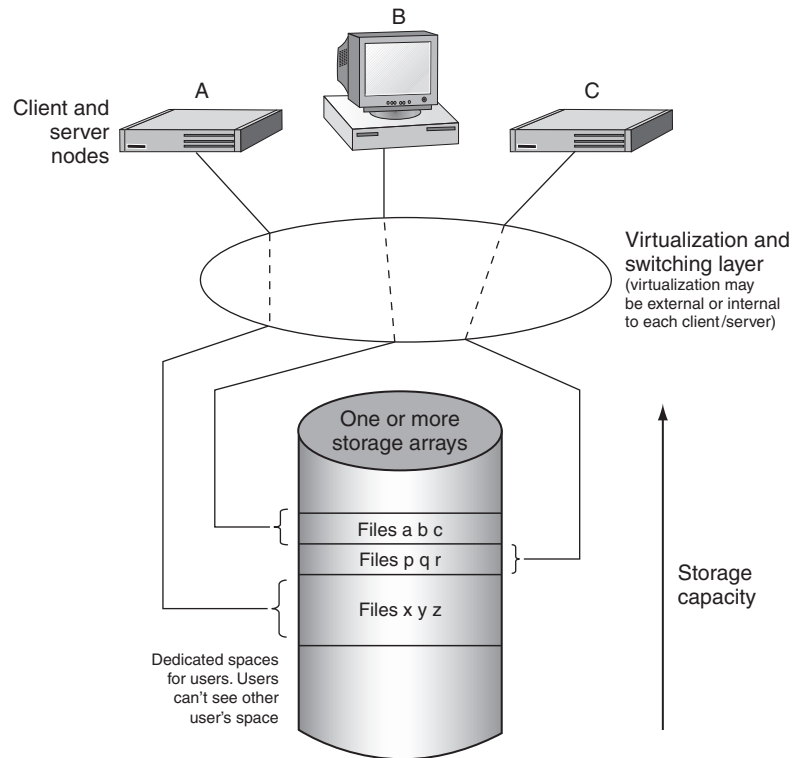 B
A
C
Client and
server
nodes
Virtualization and
switching layer
(virtualization may
be external or internal
to each client/server)
One or more
storage arrays
Files a b c
Files p q r
Files x y z
Storage
capacity
Dedicated spaces
for users. Users
can't see other
user's space